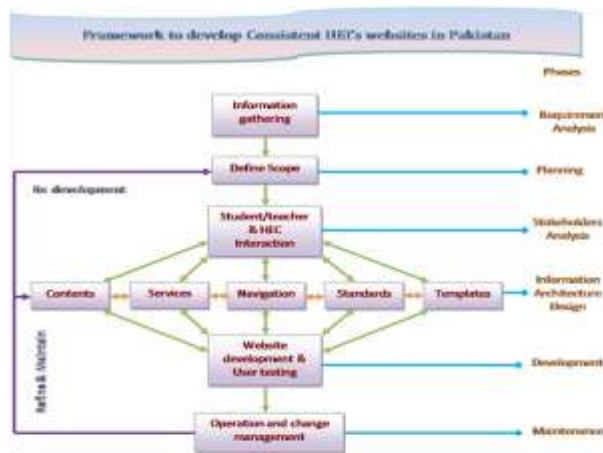 Framework to develop Consistent HECs websites in Pakistan
Phases
Information
gathering
Requirement
Analysis
Define Scope
Planning
Re development
Student/teacher
& HEC
Interaction
Stakeholders
Analysis
Contents
Services
Navigation
Standards
Templates
Information
Architecture
Design
Website
development &
User testing
Development
Refine & Maintain
Operation and change
management
Maintenance